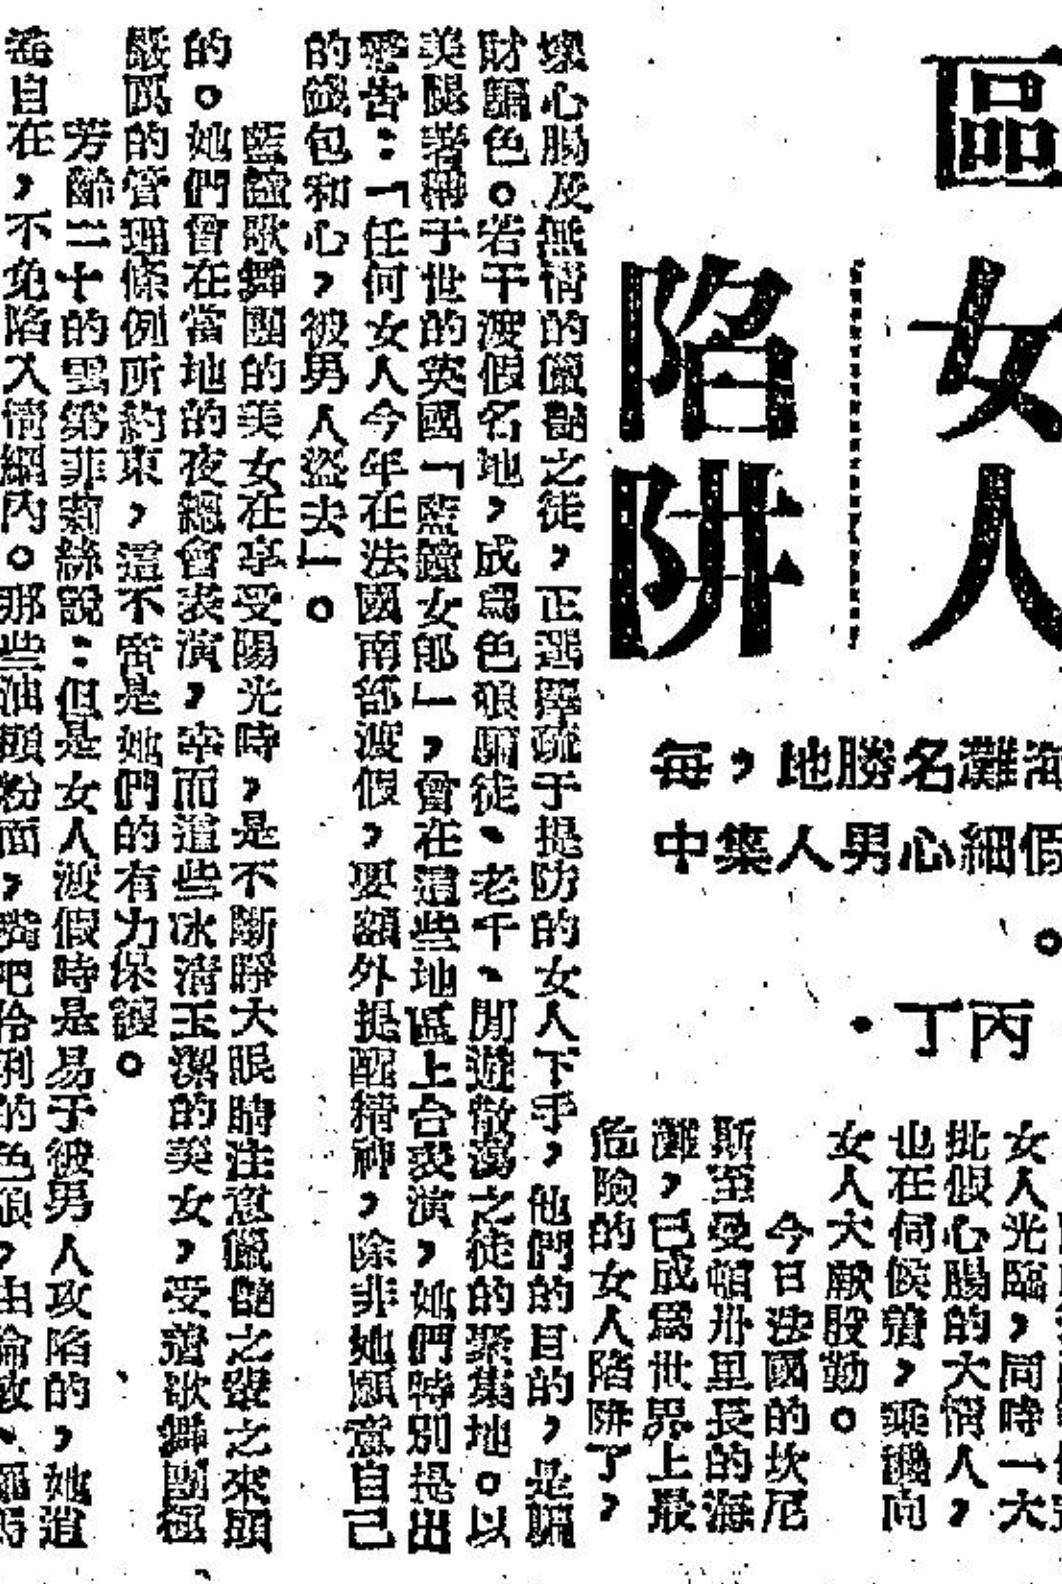 區
女人
陷阱
海灘名勝地，每
假細心男人集中
。
丙丁・
女人光臨，同時一大
批假心腸的大情人，
也在伺候着，乘機向
女人大獻殷勤。
今日法國的坎尼
斯至曼帽卅里長的海
灘，已成爲世界上最
危險的女人陷阱了，
壞心腸及無情的獵艷之徒，正選擇疏于提防的女人下手，他們的目的，是騙
財騙色。若干渡假名地，成爲色狼騙徒、老千、閒遊散蕩之徒的聚集地。以
美腿著稱于世的英國「藍鐘女郎」，曾在這些地區上台表演，她們特別提出
警告：「任何女人今年在法國南部渡假，要額外提醒精神，除非她願意自己
的錢包和心，被男人盜去」。
藍鐘歌舞團的美女在享受陽光時，是不斷睜大眼睛注意獵艷之輩之來頭
的。她們曾在當地的夜總會表演，幸而這些冰清玉潔的美女，受着歌舞團極
嚴厲的管理條例所約束，這不啻是她們的有力保護。
芳齡二十的雲第菲莉絲說：但是女人渡假時是易于被男人攻陷的，她逍
遙自在，不免陷入情網內。那些油頭粉面，嘴吧伶俐的色狼，由倫敦、羅馬